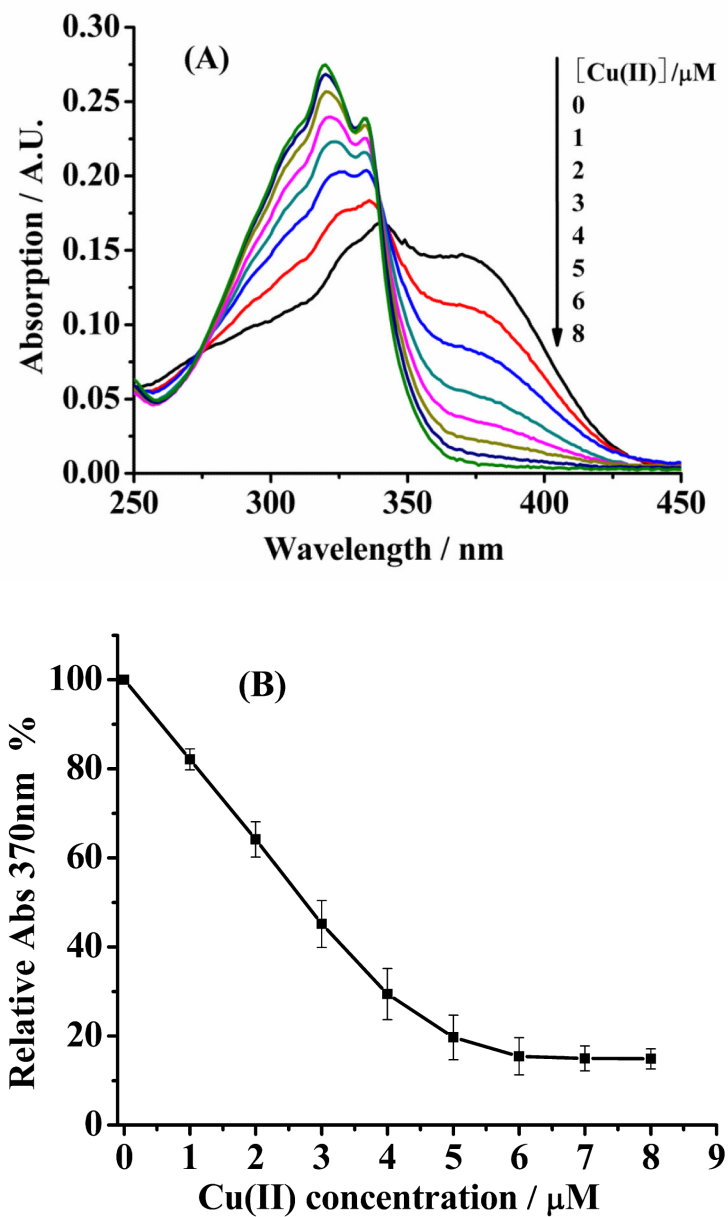 (A)
[Cu(II)]/μM
0
1
2
3
4
5
6
8
0.30
0.25
0.20
0.15
0.10
0.05
0.00
Absorption / A.U.
250 300 350 400 450
Wavelength / nm
(B)
100
80
60
40
20
0
Relative Abs 370nm %
0 1 2 3 4 5 6 7 8 9
Cu(II) concentration / μM